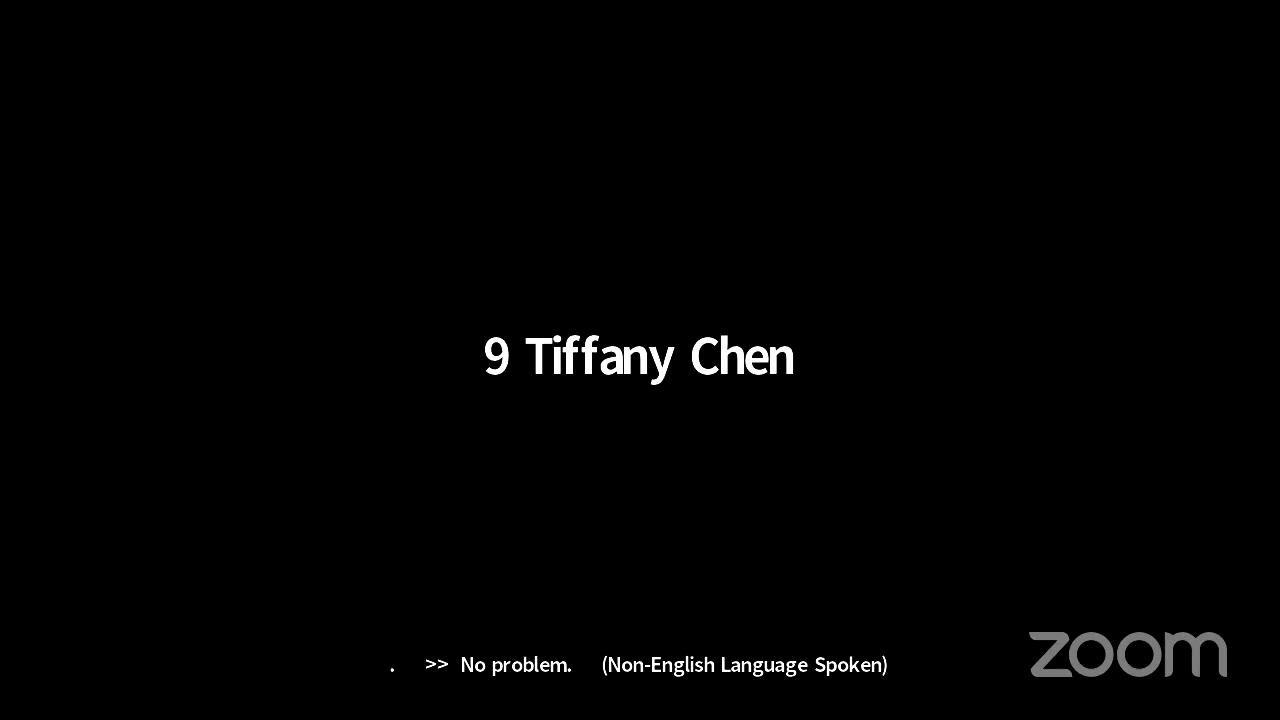 9 Tiffany Chen
. >> No problem. (Non-English Language Spoken)
zoom